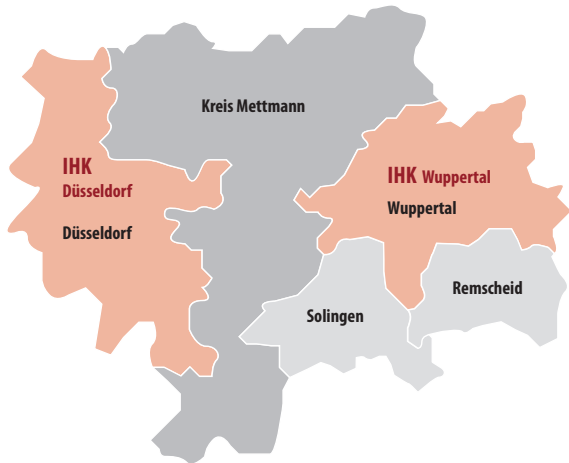 Kreis Mettmann
IHK
Düsseldorf
Düsseldorf
IHK Wuppertal
Wuppertal
Solingen
Remscheid